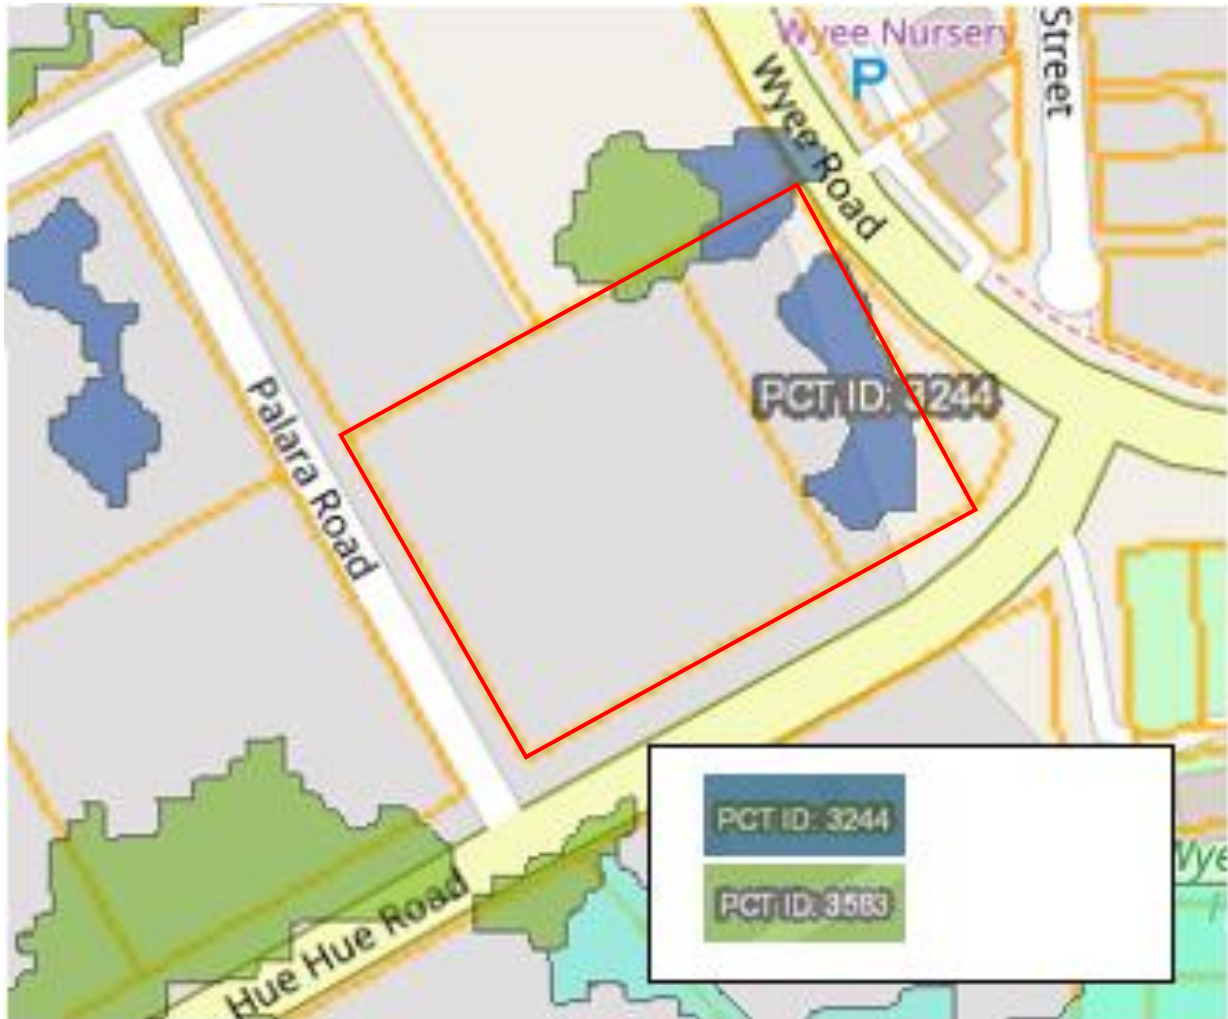 Wyee Nursery
P
Street
Wyee Road
PCT ID: 3244
Palara Road
PCT ID: 3244
PCT ID: 3583
Hue Hue Road